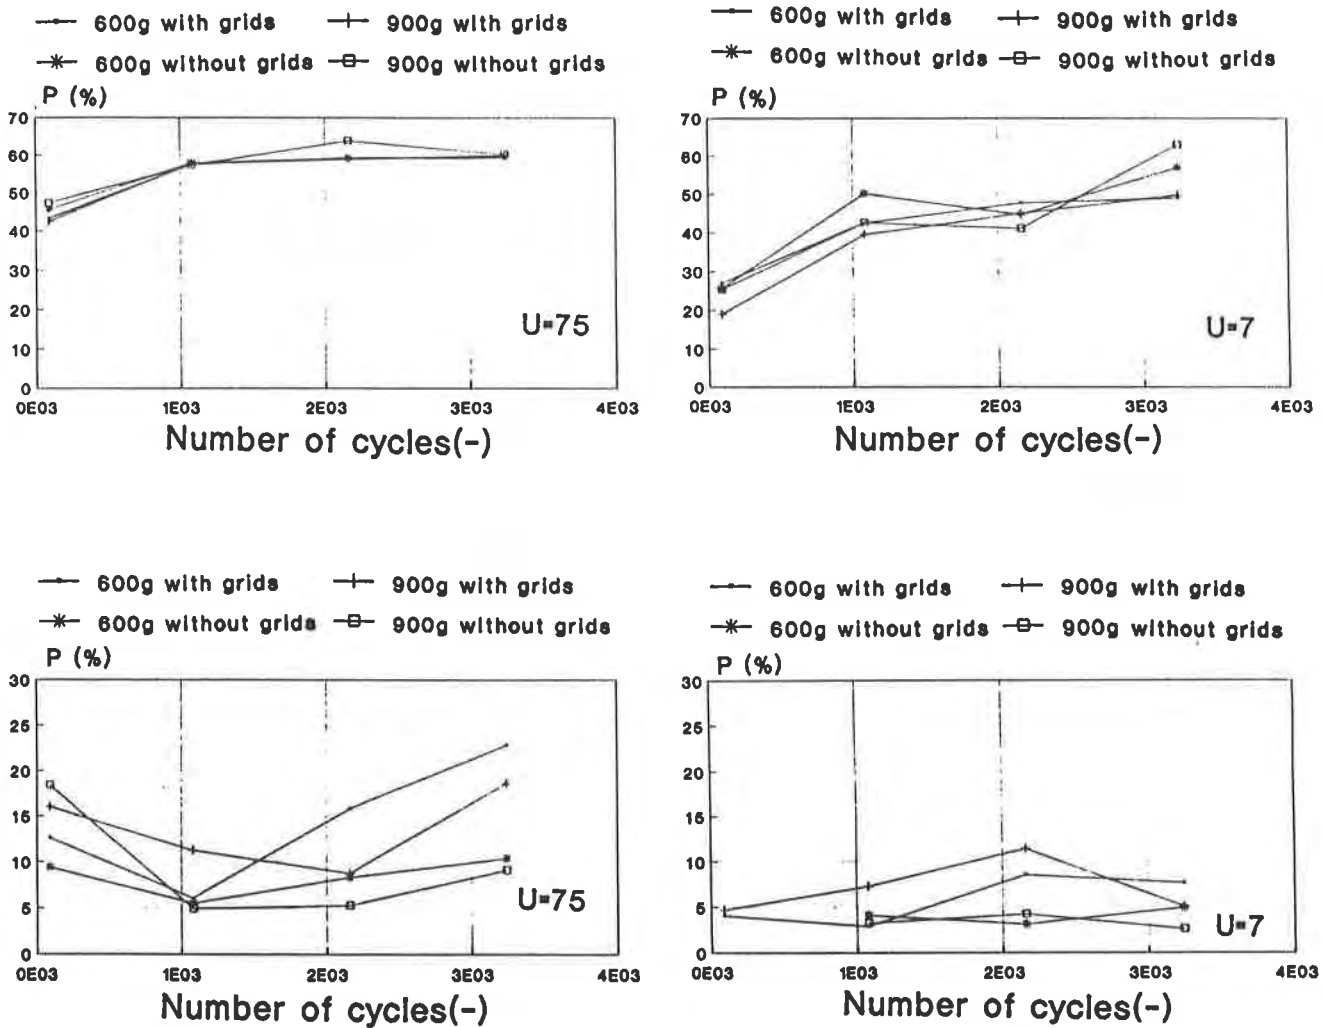 600g with grids 900g with grids
600g without grids 900g without grids
P (%)
70
60
50
40
30
20
10
0
U=75
0E03 1E03 2E03 3E03 4E03
Number of cycles(-)
600g with grids 900g with grids
600g without grids 900g without grids
P (%)
70
60
50
40
30
20
10
0
U=7
0E03 1E03 2E03 3E03 4E03
Number of cycles(-)
600g with grids 900g with grids
600g without grids 900g without grids
P (%)
30
25
20
15
10
5
0
U=75
0E03 1E03 2E03 3E03 4E03
Number of cycles(-)
600g with grids 900g with grids
600g without grids 900g without grids
P (%)
30
25
20
15
10
5
0
U=7
0E03 1E03 2E03 3E03 4E03
Number of cycles(-)